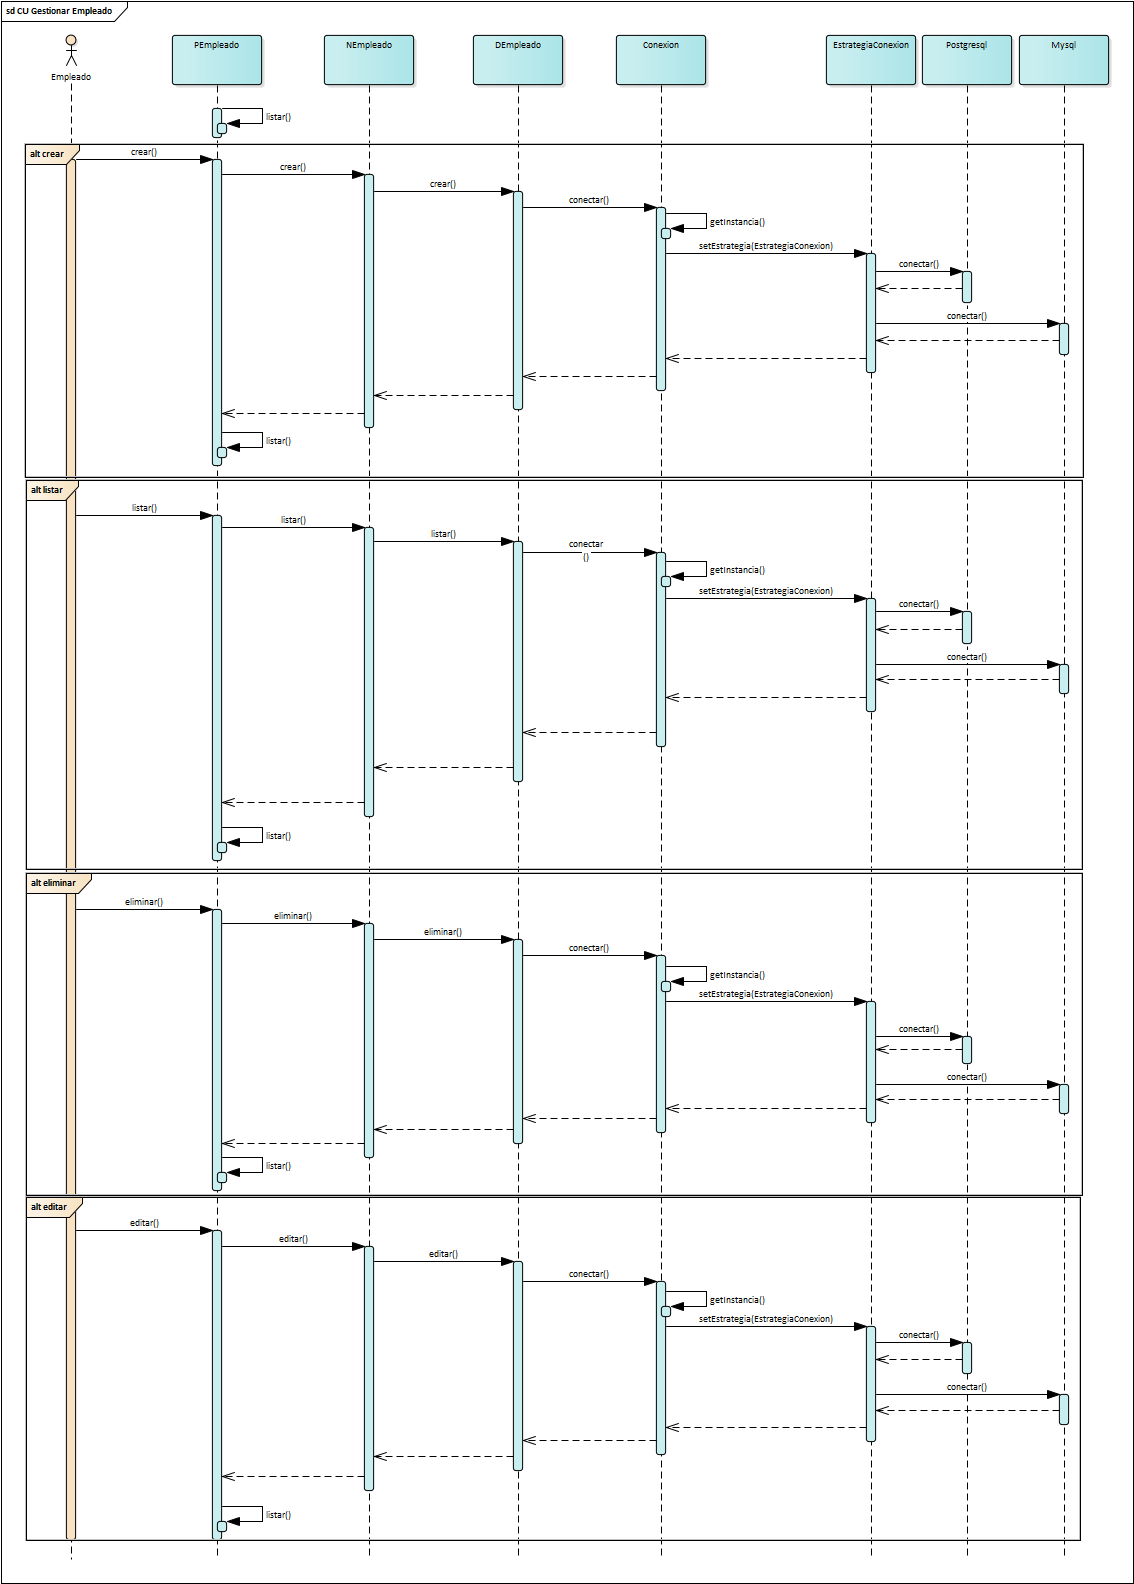 sd CU Gestionar Empleado
Empleado
PEmpleado
NEmpleado
DEmpleado
Conexion
EstrategiaConexion
Postgresql
Mysql
listar()
alt crear
crear()
crear()
crear()
conectar()
getInstancia()
setEstrategia(EstrategiaConexion)
conectar()
conectar()
listar()
alt listar
listar()
listar()
listar()
conectar
()
getInstancia()
setEstrategia(EstrategiaConexion)
conectar()
conectar()
listar()
alt eliminar
eliminar()
eliminar()
eliminar()
conectar()
getInstancia()
setEstrategia(EstrategiaConexion)
conectar()
conectar()
listar()
alt editar
editar()
editar()
editar()
conectar()
getInstancia()
setEstrategia(EstrategiaConexion)
conectar()
conectar()
listar()